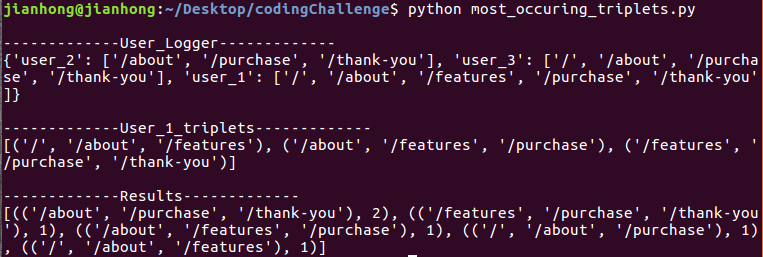 jianhong@jianhong:~/Desktop/codingChallenge$ python most_occuring_triplets.py
-------------User_Logger-------------
{'user_2': ['/about', '/purchase', '/thank-you'], 'user_3': ['/', '/about', '/purcha
se', '/thank-you'], 'user_1': ['/', '/about', '/features', '/purchase', '/thank-you'
]}
-------------User_1_triplets-------------
[('/', '/about', '/features'), ('/about', '/features', '/purchase'), ('/features', '
/purchase', '/thank-you')]
-------------Results-------------
[(('/about', '/purchase', '/thank-you'), 2), (('/features', '/purchase', '/thank-you
'), 1), (('/about', '/features', '/purchase'), 1), (('/', '/about', '/purchase'), 1)
, (('/', '/about', '/features'), 1)]